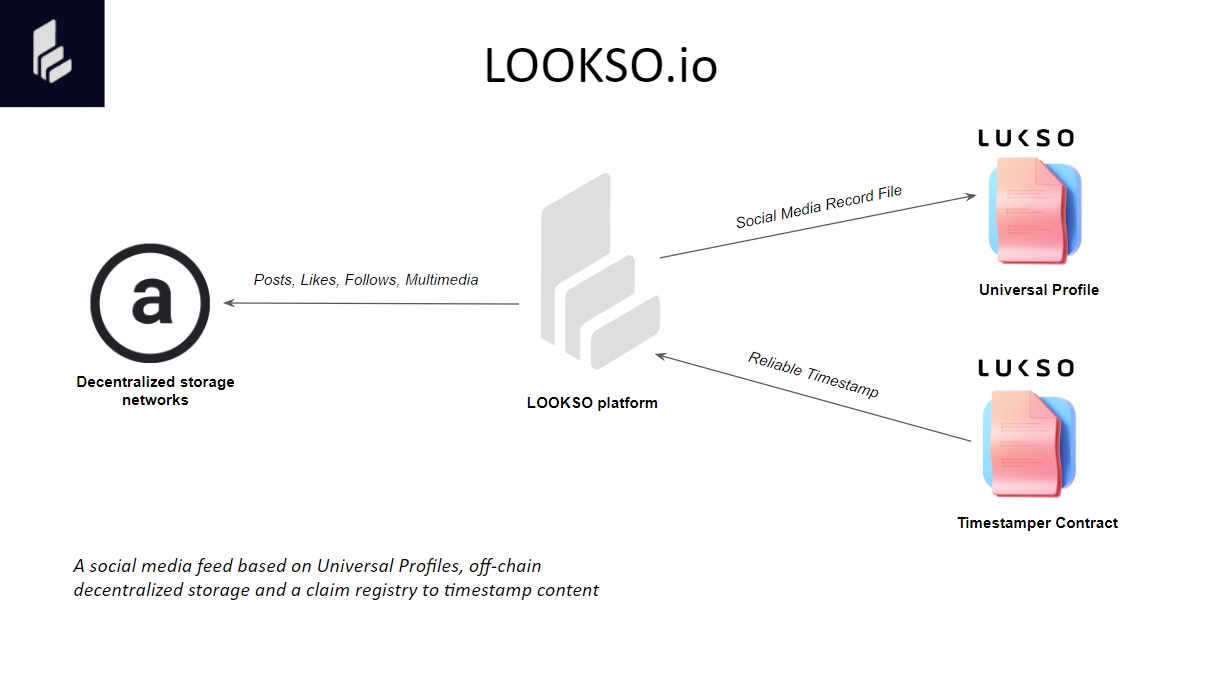 LOOKSO.io
LUKSO
Social Media Record File
Universal Profile
Posts, Likes, Follows, Multimedia
a
Decentralized storage
networks
LOOKSO platform
Reliable Timestamp
LUKSO
Timestamper Contract
A social media feed based on Universal Profiles, off-chain
decentralized storage and a claim registry to timestamp content